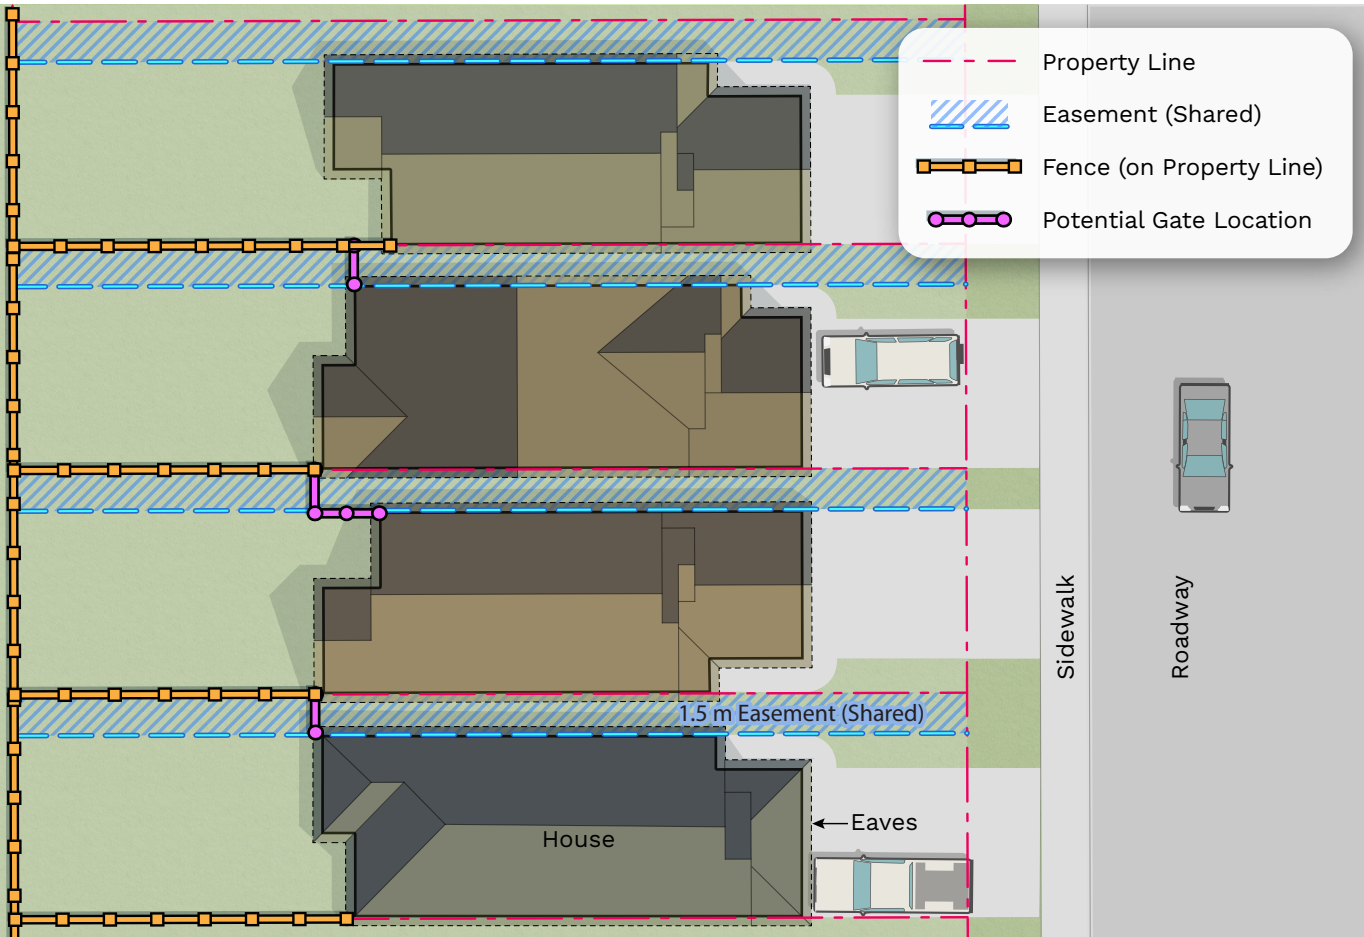 Property Line
Easement (Shared)
Fence (on Property Line)
Potential Gate Location
Sidewalk
Roadway
1.5 m Easement (Shared)
Eaves
House